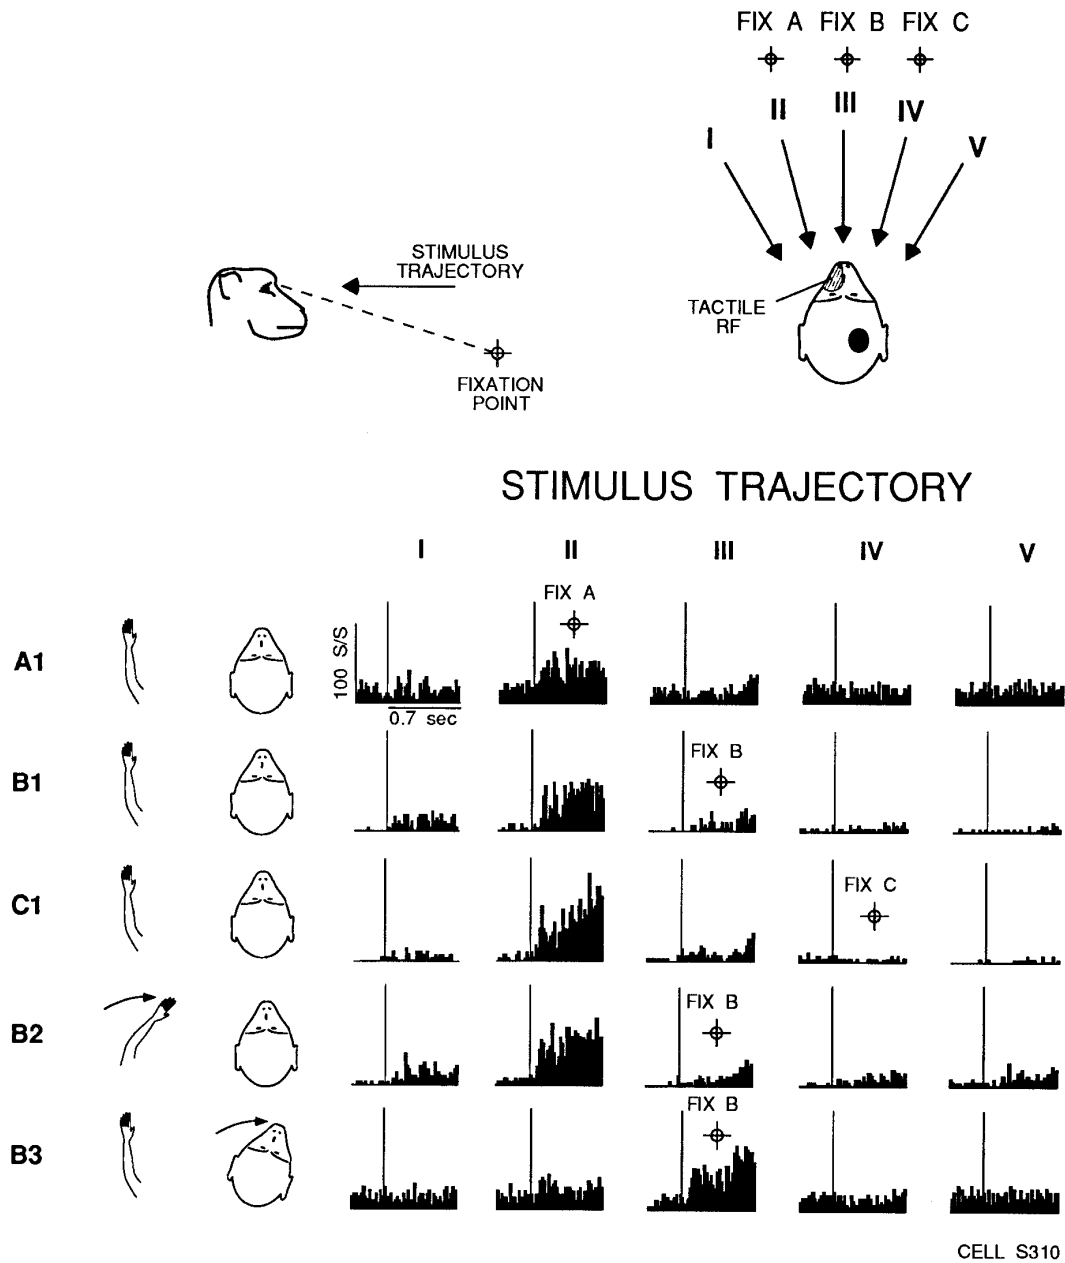 FIX A FIX B FIX C
I II III IV V
STIMULUS
TRAJECTORY
TACTILE
RF
FIXATION
POINT
STIMULUS TRAJECTORY
I II III IV V
FIX A
A1
100 S/S
0.7 sec
B1
FIX B
C1
FIX C
B2
FIX B
B3
FIX B
CELL S310